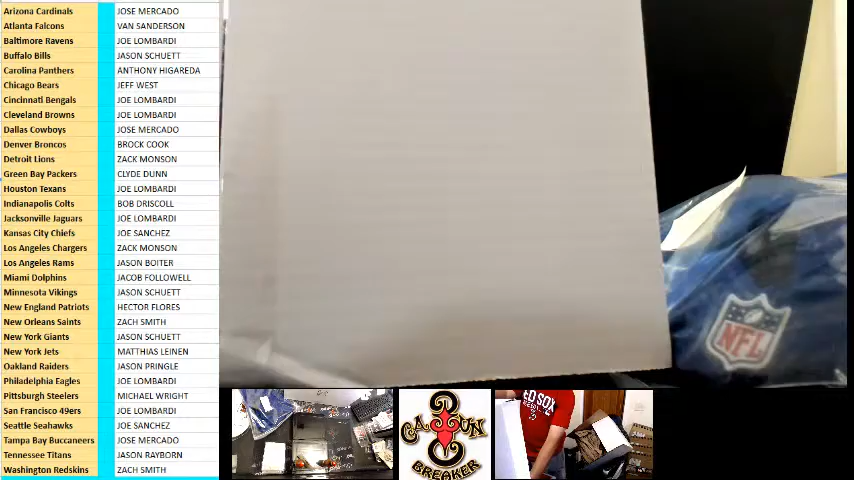 Arizona Cardinals JOSE MERCADO
Atlanta Falcons VAN SANDERSON
Baltimore Ravens JOE LOMBARDI
Buffalo Bills JASON SCHUETT
Carolina Panthers ANTHONY HIGAREDA
Chicago Bears JEFF WEST
Cincinnati Bengals JOE LOMBARDI
Cleveland Browns JOE LOMBARDI
Dallas Cowboys JOSE MERCADO
Denver Broncos BROCK COOK
Detroit Lions ZACK MONSON
Green Bay Packers CLYDE DUNN
Houston Texans JOE LOMBARDI
Indianapolis Colts BOB DRISCOLL
Jacksonville Jaguars JOE LOMBARDI
Kansas City Chiefs JOE SANCHEZ
Los Angeles Chargers ZACK MONSON
Los Angeles Rams JASON BOITER
Miami Dolphins JACOB FOLLOWELL
Minnesota Vikings JASON SCHUETT
New England Patriots HECTOR FLORES
New Orleans Saints ZACH SMITH
New York Giants JASON SCHUETT
New York Jets MATTHIAS LEINEN
Oakland Raiders JASON PRINGLE
Philadelphia Eagles JOE LOMBARDI
Pittsburgh Steelers MICHAEL WRIGHT
San Francisco 49ers JOE LOMBARDI
Seattle Seahawks JOE SANCHEZ
Tampa Bay Buccaneers JOSE MERCADO
Tennessee Titans JASON RAYBORN
Washington Redskins ZACH SMITH
NFL
CAJUN
BREAKER
RED SOX